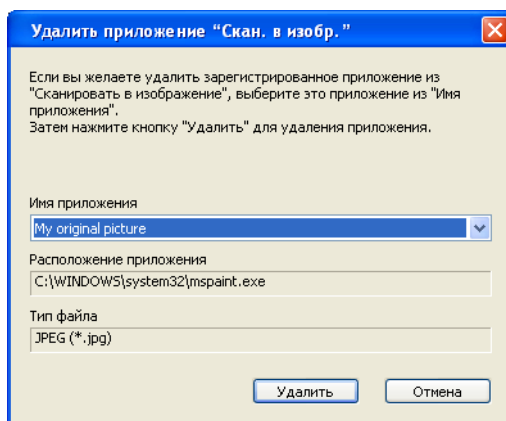 Удалить приложение “Скан. в изобр.”
Если вы желаете удалить зарегистрированное приложение из
"Сканировать в изображение", выберите это приложение из "Имя
приложения".
Затем нажмите кнопку "Удалить" для удаления приложения.
Имя приложения
My original picture
Расположение приложения
C:\WINDOWS\system32\mspaint.exe
Тип файла
JPEG (*.jpg)
Удалить Отмена